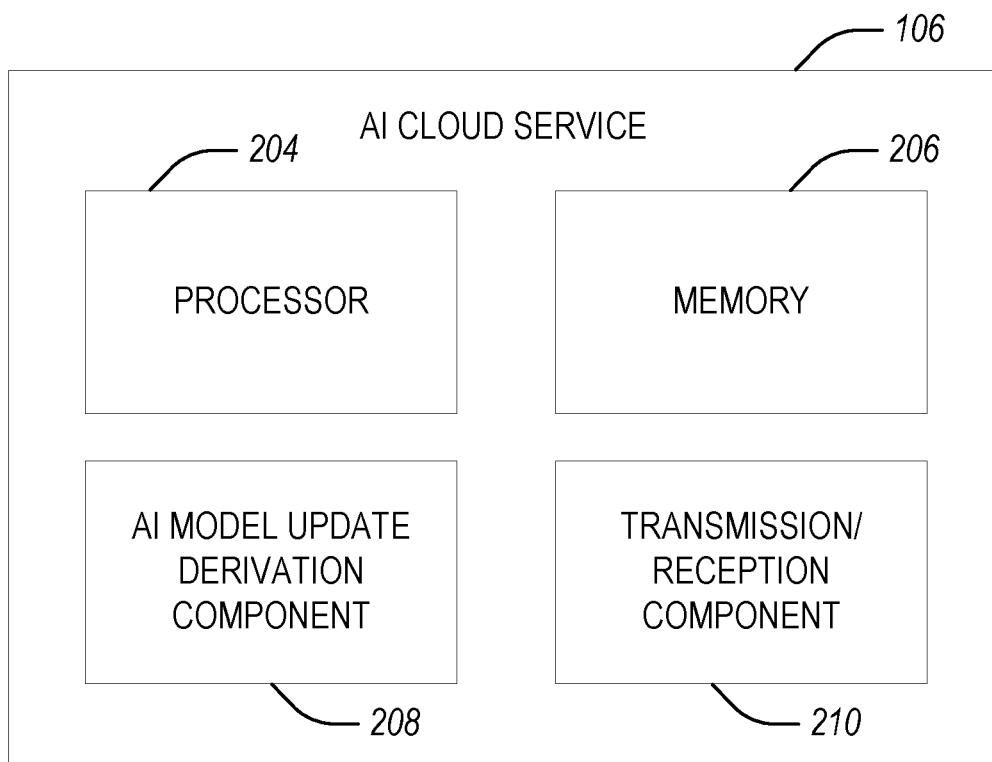 106
AI CLOUD SERVICE
204
206
PROCESSOR
MEMORY
AI MODEL UPDATE
DERIVATION
COMPONENT
TRANSMISSION/
RECEPTION
COMPONENT
208
210